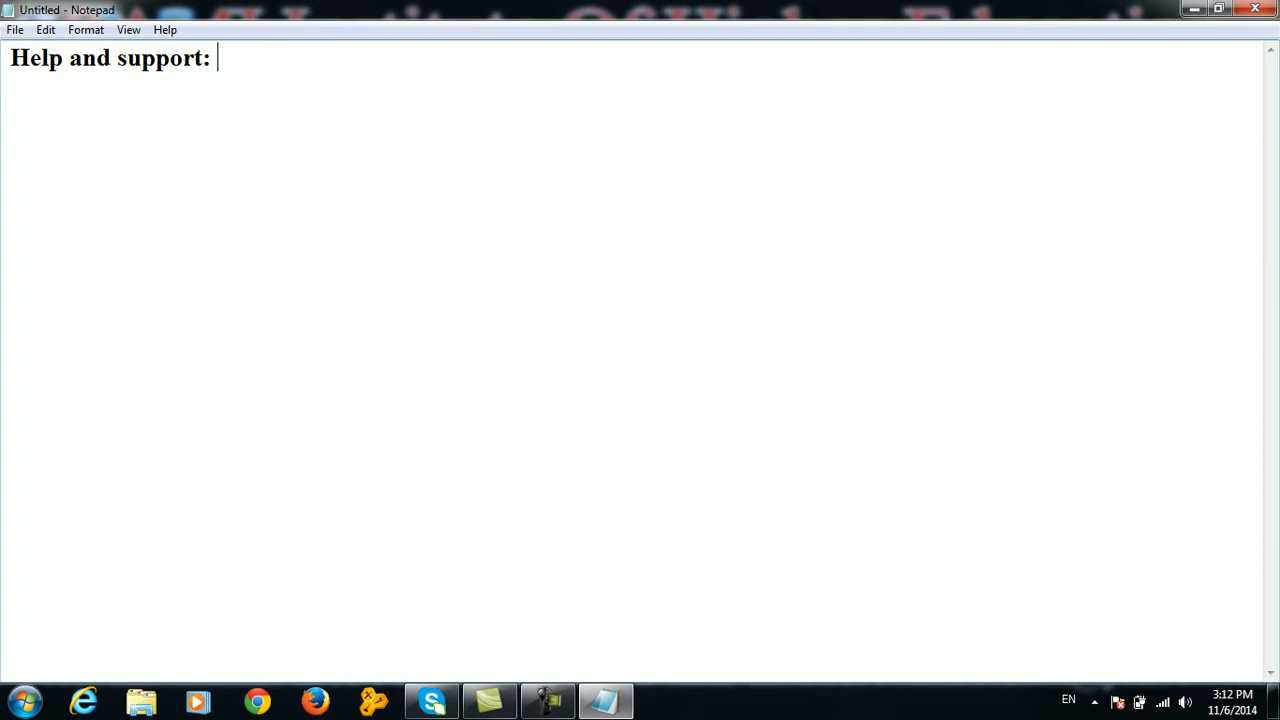 Untitled - Notepad
File Edit Format View Help
Help and support:
EN
3:12 PM
11/6/2014